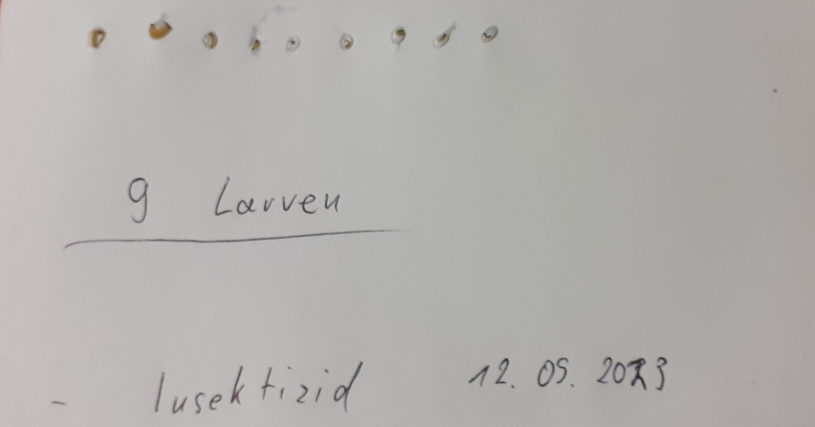 9 Larven
- Insektizid 12. 05. 2023